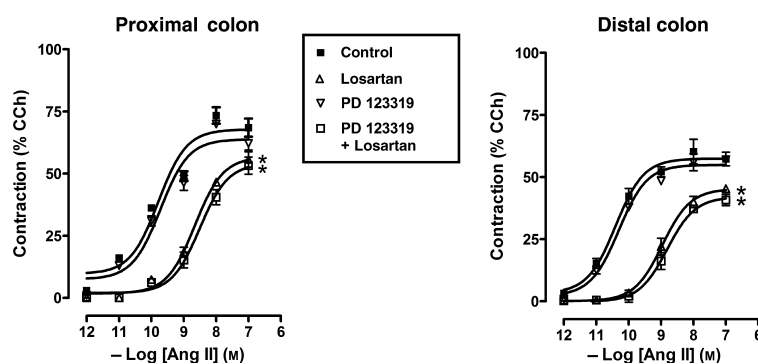 Proximal colon
100
75
50
25
0
Contraction (% CCh)
*
*
12 11 10 9 8 7 6
– Log [Ang II] (M)
Control
Losartan
PD 123319
PD 123319
+ Losartan
Distal colon
100
75
50
25
0
Contraction (% CCh)
*
*
12 11 10 9 8 7 6
– Log [Ang II] (M)